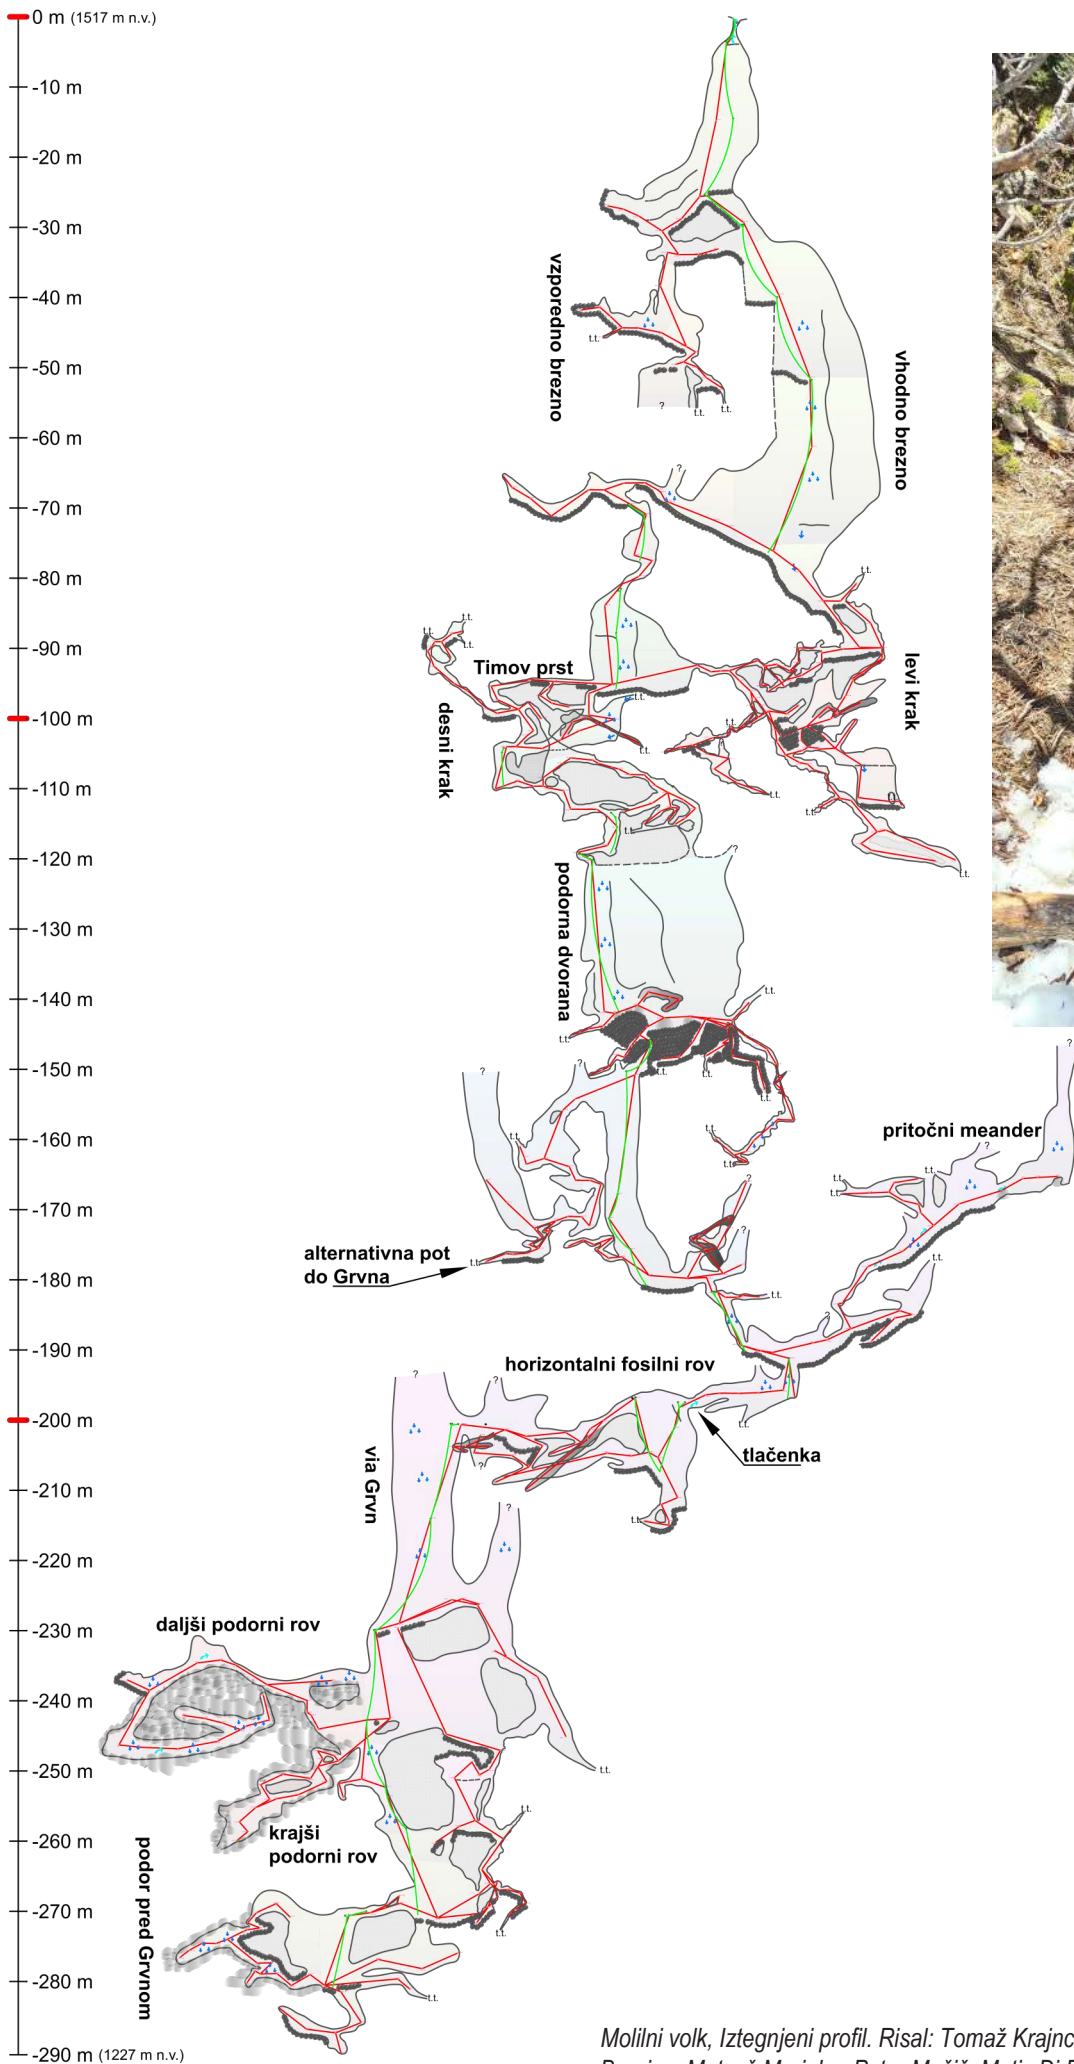 0 m (1517 m n.v.)
-10 m
-20 m
-30 m
-40 m
-50 m
-60 m
-70 m
-80 m
-90 m
-100 m
-110 m
-120 m
-130 m
-140 m
-150 m
-160 m
-170 m
-180 m
-190 m
-200 m
-210 m
-220 m
-230 m
-240 m
-250 m
-260 m
-270 m
-280 m
-290 m (1227 m n.v.)
vzporedno brezno
vhodno brezno
t.t.
?
t.t.
t.t.
?
t.t.
t.t.
t.t.
t.t.
Timov prst
desni krak
levi krak
t.t.
t.t.
t.t.
t.t.
t.t.
t.t.
t.t.
?
podorna dvorana
t.t.
t.t.
t.t.
t.t.
t.t.
?
?
?
t.t.
t.t.
t.t.
pritočni meander
?
t.t.
t.t.
?
?
alternativna pot
do Grvna
t.t.
t.t.
t.t.
?
horizontalni fosilni rov
?
?
t.t.
tlačenka
via Grvn
?
t.t.
?
daljši podorni rov
t.t.
krajši
podorni rov
t.t.
podor pred Grvnom
t.t.
t.t.
Molilni volk, Iztegnjeni profil. Risal: Tomaž Krajnc